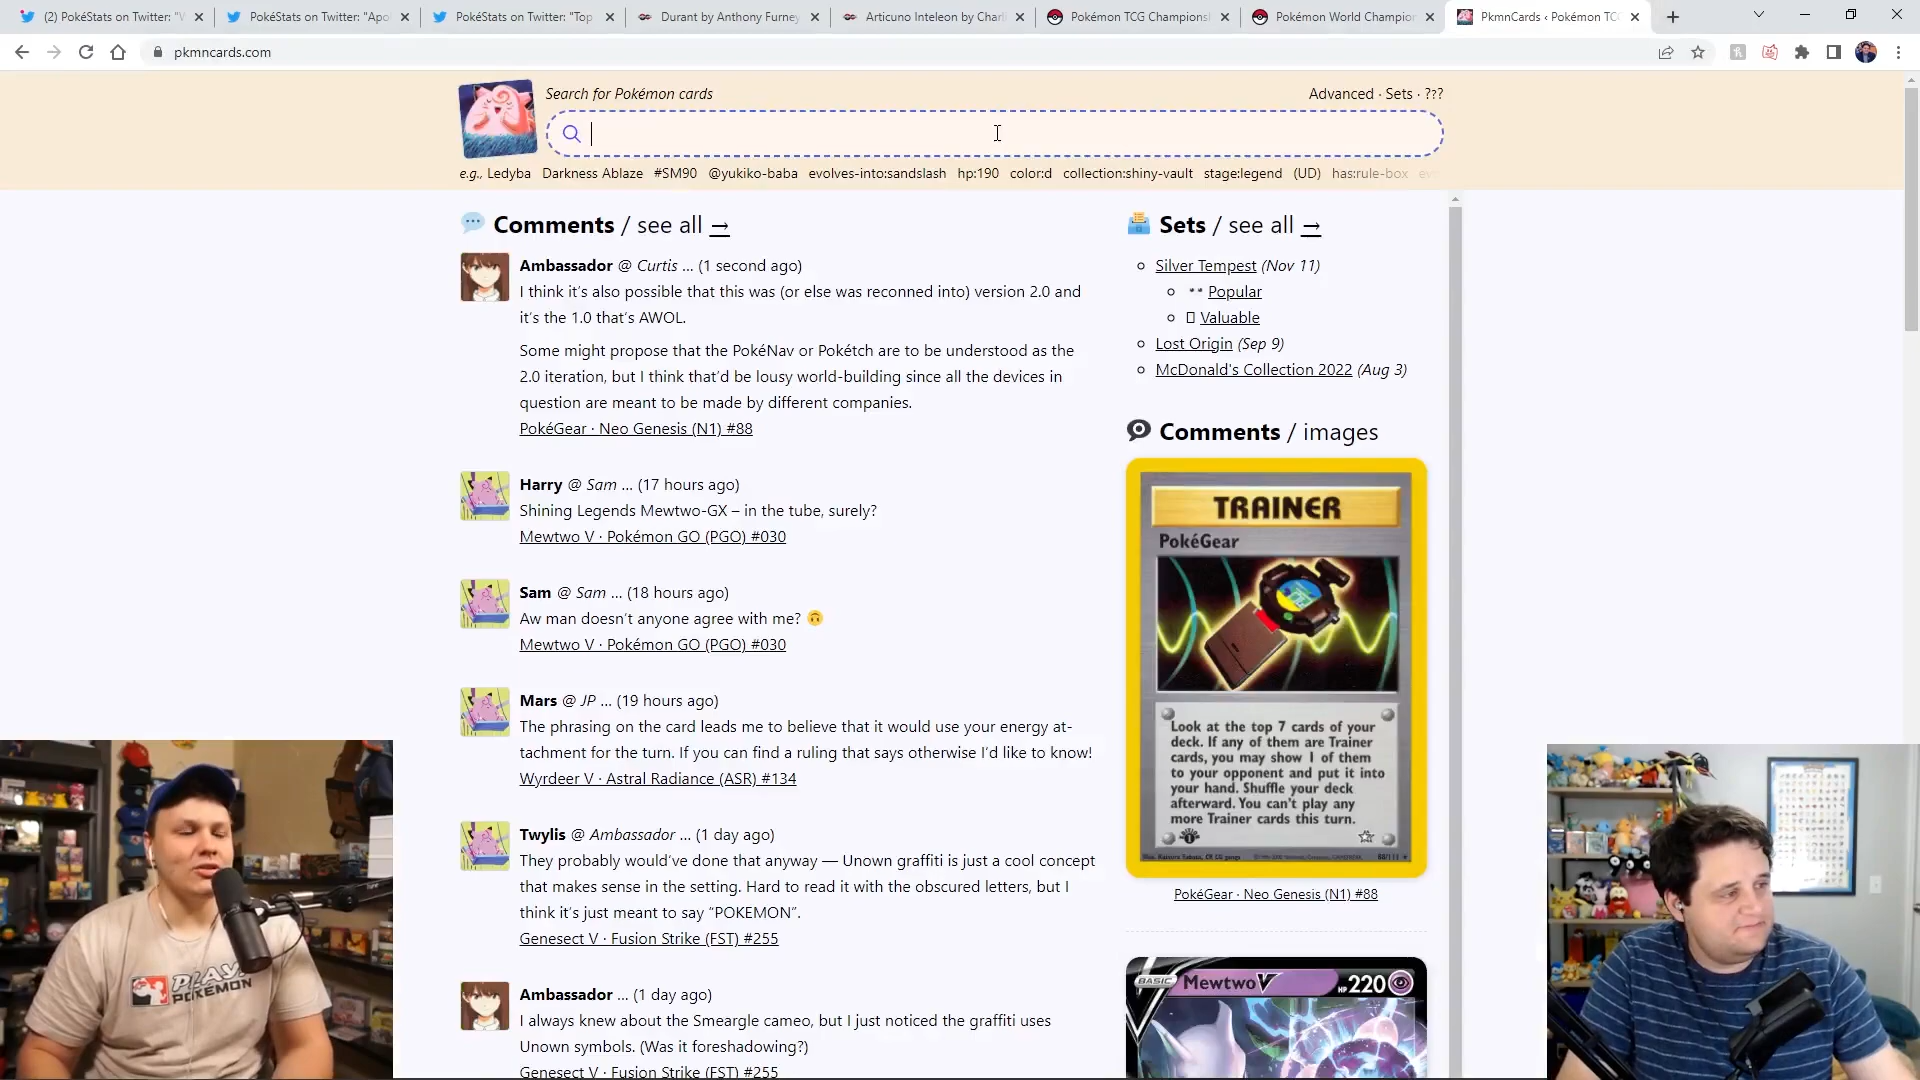 (2) PokéStats on Twitter: "V
PokéStats on Twitter: "Apo
PokéStats on Twitter: "Top
Durant by Anthony Furney
Articuno Inteleon by Charl
Pokémon TCG Champions
Pokémon World Champion
PkmnCards ‹ Pokémon TC
pkmncards.com
Search for Pokémon cards
Advanced · Sets · ???
e.g., Ledyba Darkness Ablaze #SM90 @yukiko-baba evolves-into:sandslash hp:190 color:d collection:shiny-vault stage:legend (UD) has:rule-box ev
Comments / see all →
Ambassador @ Curtis ... (1 second ago)
I think it's also possible that this was (or else was reconned into) version 2.0 and
it's the 1.0 that's AWOL.
Some might propose that the PokéNav or Pokétch are to be understood as the
2.0 iteration, but I think that'd be lousy world-building since all the devices in
question are meant to be made by different companies.
PokéGear · Neo Genesis (N1) #88
Harry @ Sam ... (17 hours ago)
Shining Legends Mewtwo-GX – in the tube, surely?
Mewtwo V · Pokémon GO (PGO) #030
Sam @ Sam ... (18 hours ago)
Aw man doesn't anyone agree with me? 🙃
Mewtwo V · Pokémon GO (PGO) #030
Mars @ JP ... (19 hours ago)
The phrasing on the card leads me to believe that it would use your energy at-
tachment for the turn. If you can find a ruling that says otherwise I'd like to know!
Wyrdeer V · Astral Radiance (ASR) #134
Twylis @ Ambassador ... (1 day ago)
They probably would've done that anyway — Unown graffiti is just a cool concept
that makes sense in the setting. Hard to read it with the obscured letters, but I
think it's just meant to say "POKEMON".
Genesect V · Fusion Strike (FST) #255
Ambassador ... (1 day ago)
I always knew about the Smeargle cameo, but I just noticed the graffiti uses
Unown symbols. (Was it foreshadowing?)
Genesect V · Fusion Strike (FST) #255
Sets / see all →
Silver Tempest (Nov 11)
Popular
Valuable
Lost Origin (Sep 9)
McDonald's Collection 2022 (Aug 3)
Comments / images
TRAINER
PokéGear
Look at the top 7 cards of your
deck. If any of them are Trainer
cards, you may show 1 of them
to your opponent and put it into
your hand. Shuffle your deck
afterward. You can't play any
more Trainer cards this turn.
88/111
PokéGear · Neo Genesis (N1) #88
BASIC Mewtwo V HP 220
PLAY!
POKÉMON